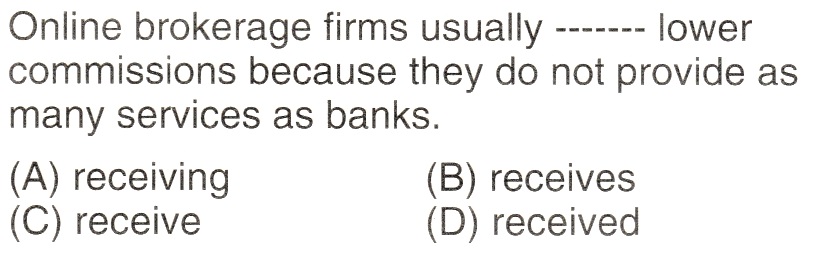 Online brokerage firms usually ------- lower
commissions because they do not provide as
many services as banks.
(A) receiving (B) receives
(C) receive (D) received